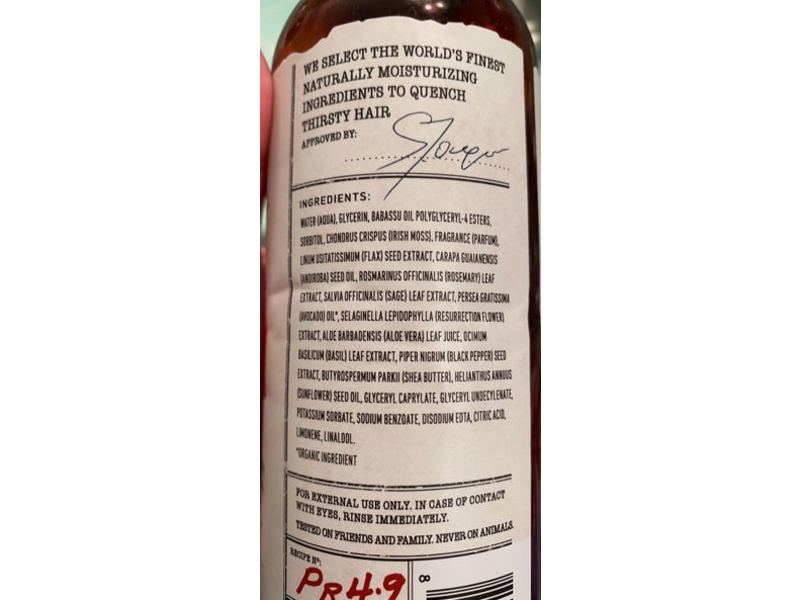 WE SELECT THE WORLD'S FINEST
NATURALLY MOISTURIZING
INGREDIENTS TO QUENCH
THIRSTY HAIR
APPROVED BY:
INGREDIENTS:
WATER (AQUA), GLYCERIN, BABASSU OIL POLYGLYCERYL-4 ESTERS,
SORBITOL, CHONDRUS CRISPUS (IRISH MOSS), FRAGRANCE (PARFUM),
LINUM USITATISSIMUM (FLAX) SEED EXTRACT, CARAPA GUAIANENSIS
(ANDIROBA) SEED OIL, ROSMARINUS OFFICINALIS (ROSEMARY) LEAF
EXTRACT, SALVIA OFFICINALIS (SAGE) LEAF EXTRACT, PERSEA GRATISSIMA
(AVOCADO) OIL*, SELAGINELLA LEPIDOPHYLLA (RESURRECTION FLOWER)
EXTRACT, ALOE BARBADENSIS (ALOE VERA) LEAF JUICE, OCIMUM
BASILICUM (BASIL) LEAF EXTRACT, PIPER NIGRUM (BLACK PEPPER) SEED
EXTRACT, BUTYROSPERMUM PARKII (SHEA BUTTER), HELIANTHUS ANNUUS
(SUNFLOWER) SEED OIL, GLYCERYL CAPRYLATE, GLYCERYL UNDECYLENATE,
POTASSIUM SORBATE, SODIUM BENZOATE, DISODIUM EDTA, CITRIC ACID,
LIMONENE, LINALOOL.
*ORGANIC INGREDIENT
FOR EXTERNAL USE ONLY. IN CASE OF CONTACT
WITH EYES, RINSE IMMEDIATELY.
TESTED ON FRIENDS AND FAMILY. NEVER ON ANIMALS.
RECIPE Nº:
PR4.9
8